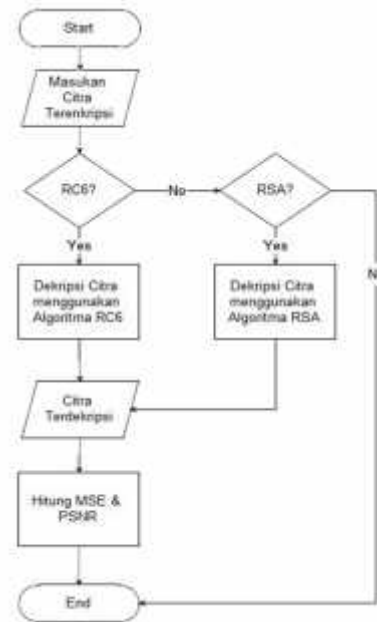 Start
Masukan
Citra
Terenkripsi
RC6?
No
RSA?
Yes
Yes
N
Dekripsi Citra
menggunakan
Algoritma RC6
Dekripsi Citra
menggunakan
Algoritma RSA
Citra
Terdekripsi
Hitung MSE &
PSNR
End